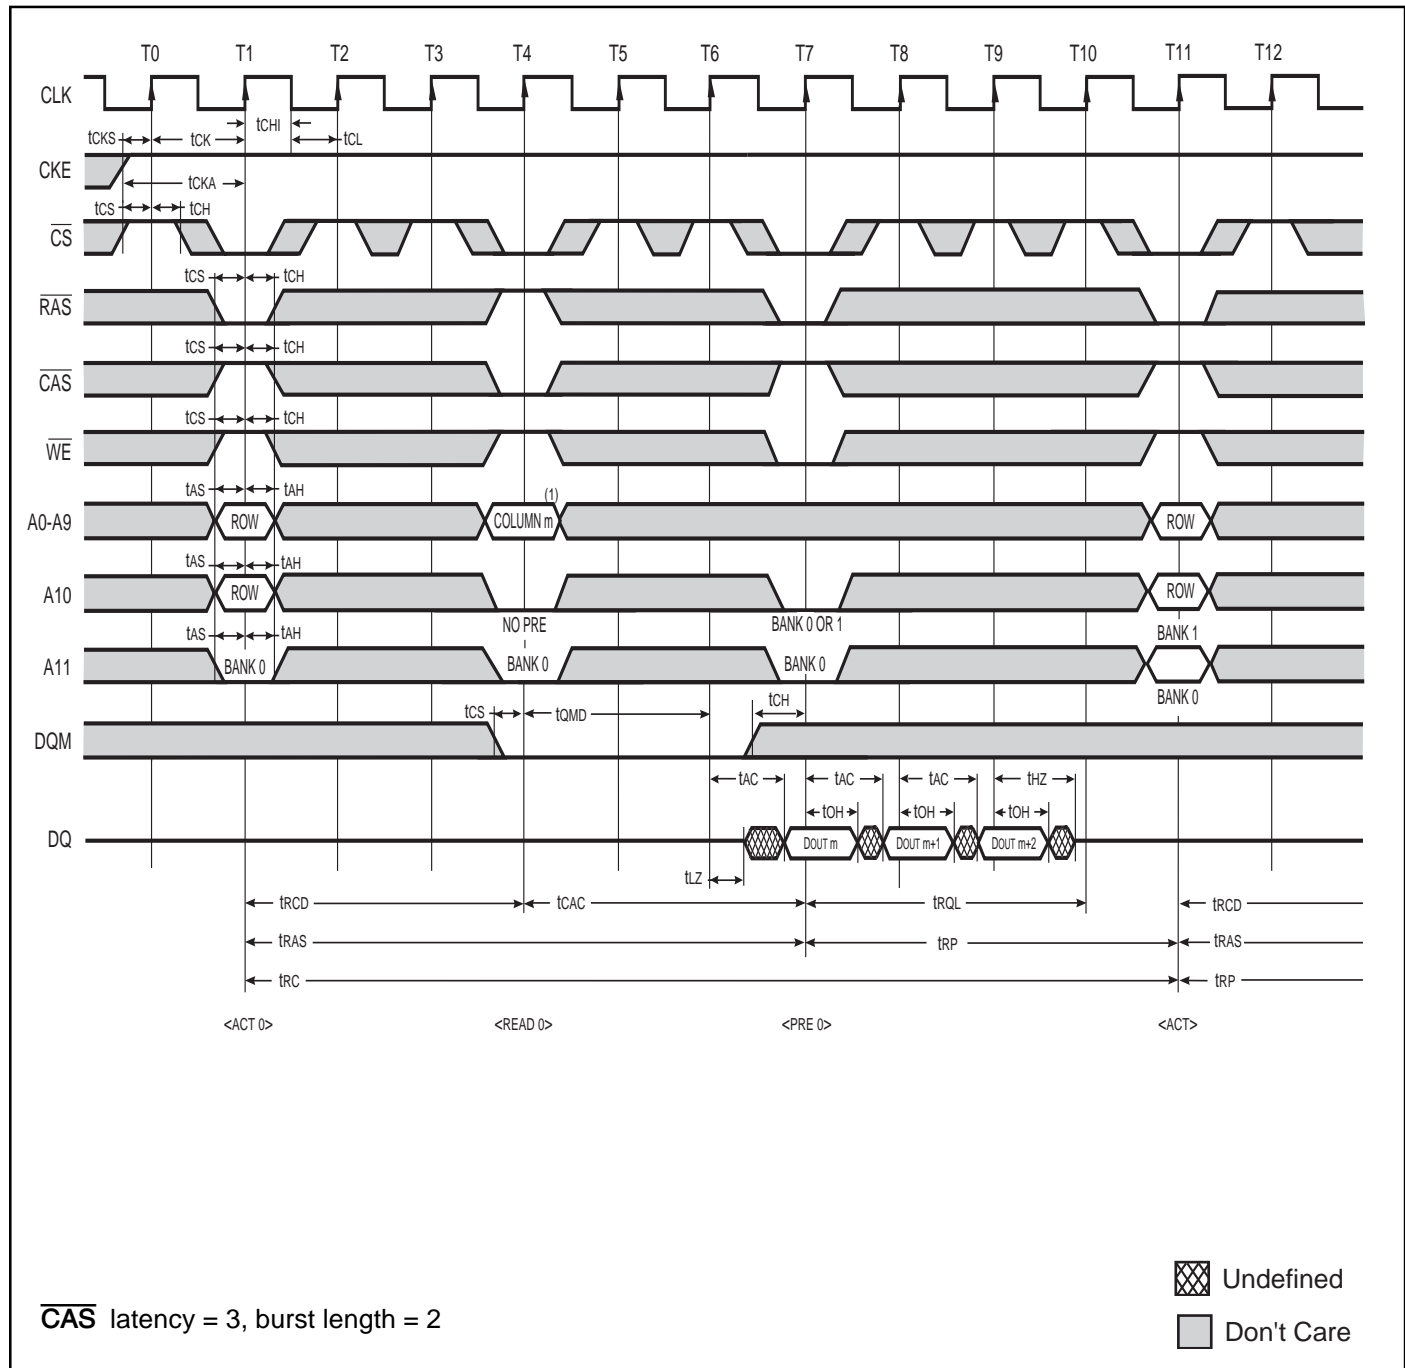 T0 T1 T2 T3 T4 T5 T6 T7 T8 T9 T10 T11 T12
CLK
tCHI
tCKS tCK tCL
CKE
tCKA
tCS tCH
CS
tCS tCH
RAS
tCS tCH
CAS
tCS tCH
WE
tAS tAH (1)
A0-A9 ROW COLUMN m ROW
tAS tAH
A10 ROW ROW
NO PRE BANK 0 OR 1 BANK 1
tAS tAH
A11 BANK 0 BANK 0 BANK 0
BANK 0
tCS tQMD tCH
DQM
tAC tAC tAC tHZ
tOH tOH tOH
DQ DOUT m DOUT m+1 DOUT m+2
tLZ
tRCD tCAC tRQL tRCD
tRAS tRP tRAS
tRC tRP
<ACT 0> <READ 0> <PRE 0> <ACT>
Undefined
CAS latency = 3, burst length = 2
Don't Care